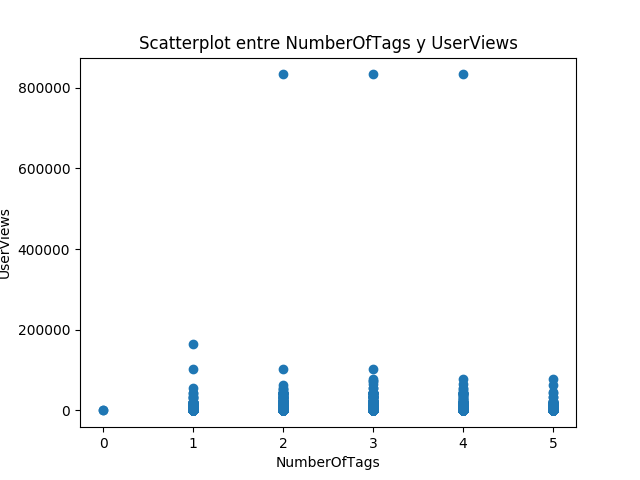 Scatterplot entre NumberOfTags y UserViews
800000
600000
400000
200000
0
UserViews
0 1 2 3 4 5
NumberOfTags